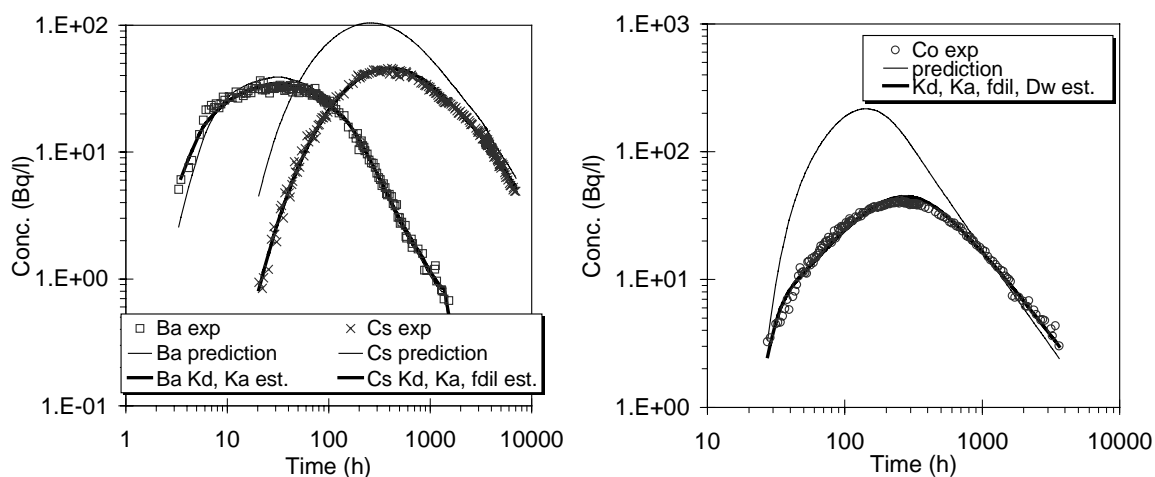 1.E+02
1.E+01
1.E+00
1.E-01
Conc. (Bq/l)
Ba exp
Cs exp
Ba prediction
Cs prediction
Ba Kd, Ka est.
Cs Kd, Ka, fdil est.
1 10 100 1000 10000
Time (h)
1.E+03
1.E+02
1.E+01
1.E+00
Conc. (Bq/l)
Co exp
prediction
Kd, Ka, fdil, Dw est.
10 100 1000 10000
Time (h)